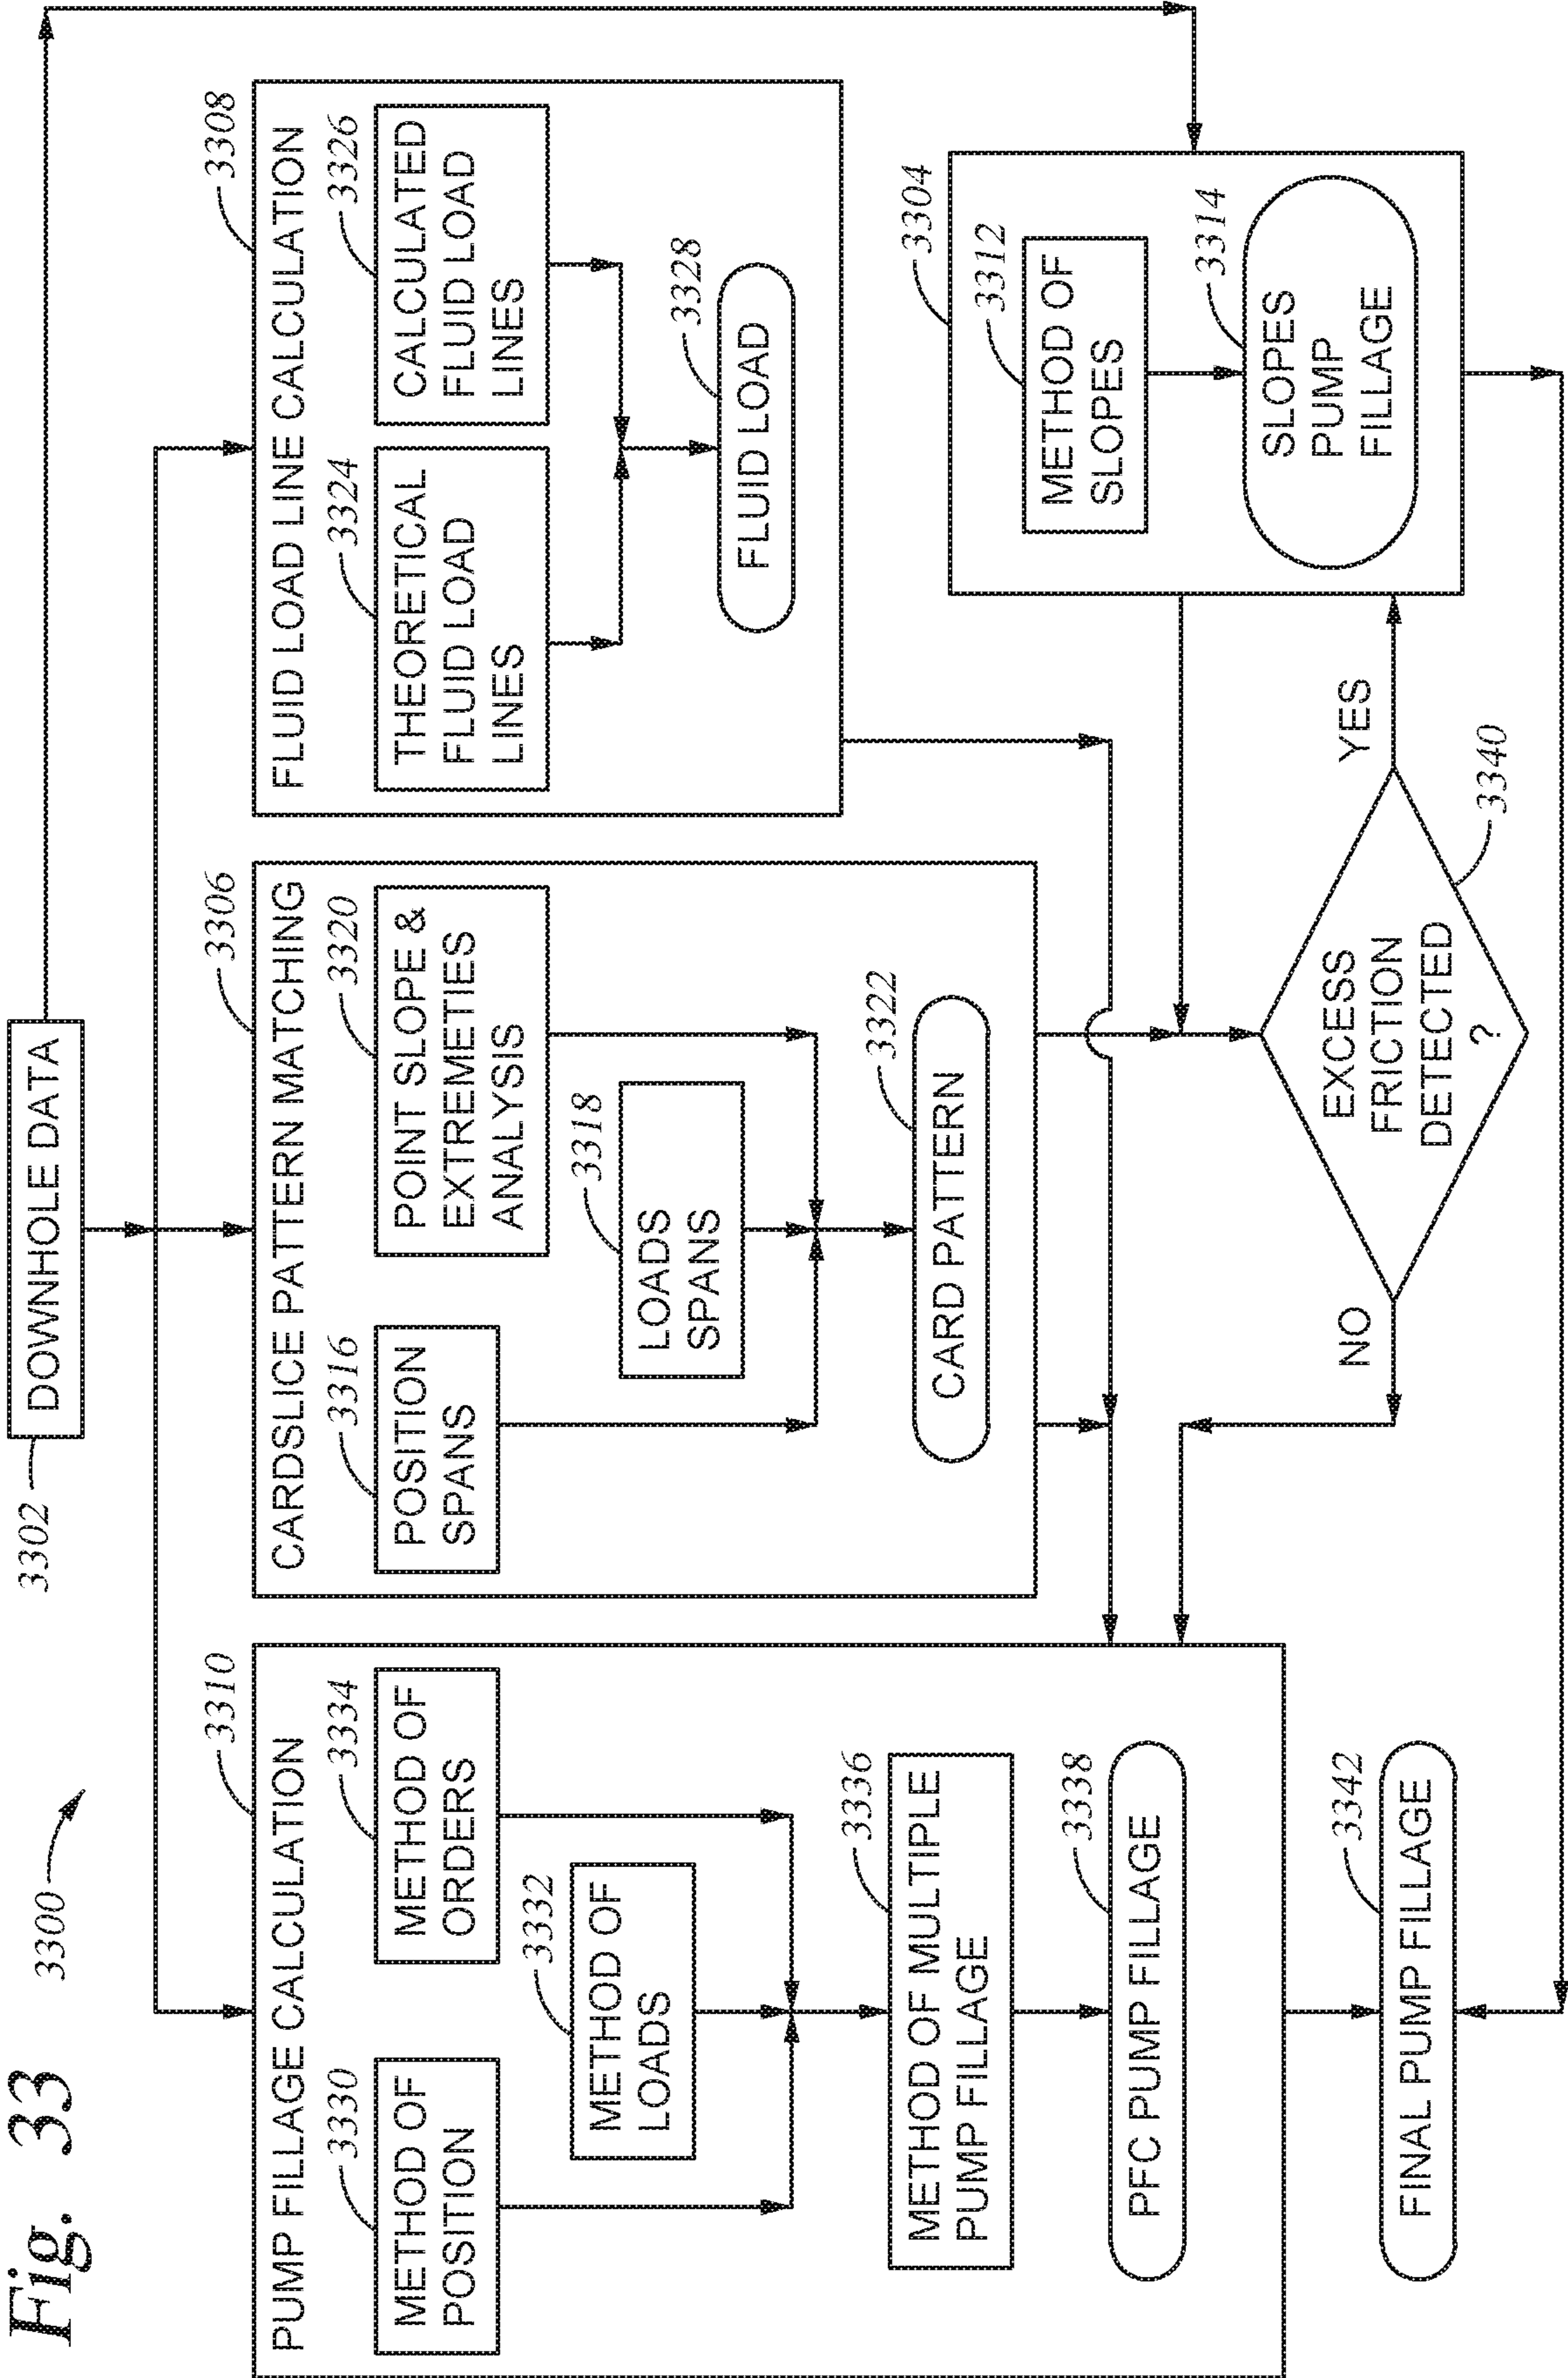 Fig. 33
3300
3302
DOWNHOLE DATA
3310
PUMP FILLAGE CALCULATION
3330
METHOD OF
POSITION
3334
METHOD OF
ORDERS
3332
METHOD OF
LOADS
3336
METHOD OF MULTIPLE
PUMP FILLAGE
3338
PFC PUMP FILLAGE
3342
FINAL PUMP FILLAGE
3306
CARDSLICE PATTERN MATCHING
3316
POSITION
SPANS
3320
POINT SLOPE &
EXTREMETIES
ANALYSIS
3318
LOADS
SPANS
3322
CARD PATTERN
3308
FLUID LOAD LINE CALCULATION
3324
THEORETICAL
FLUID LOAD
LINES
3326
CALCULATED
FLUID LOAD
LINES
3328
FLUID LOAD
3304
3312
METHOD OF
SLOPES
3314
SLOPES
PUMP
FILLAGE
NO
EXCESS
FRICTION
DETECTED
?
YES
3340